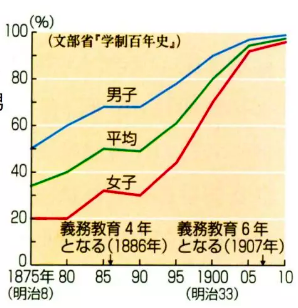 (%)
100
(文部省『学制百年史』)
80
男子
60
平均
40
女子
20
義務教育4年
となる(1886年)
義務教育6年
となる(1907年)
0
1875年 80 85 90 95 1900 05 10
(明治8) (明治33)